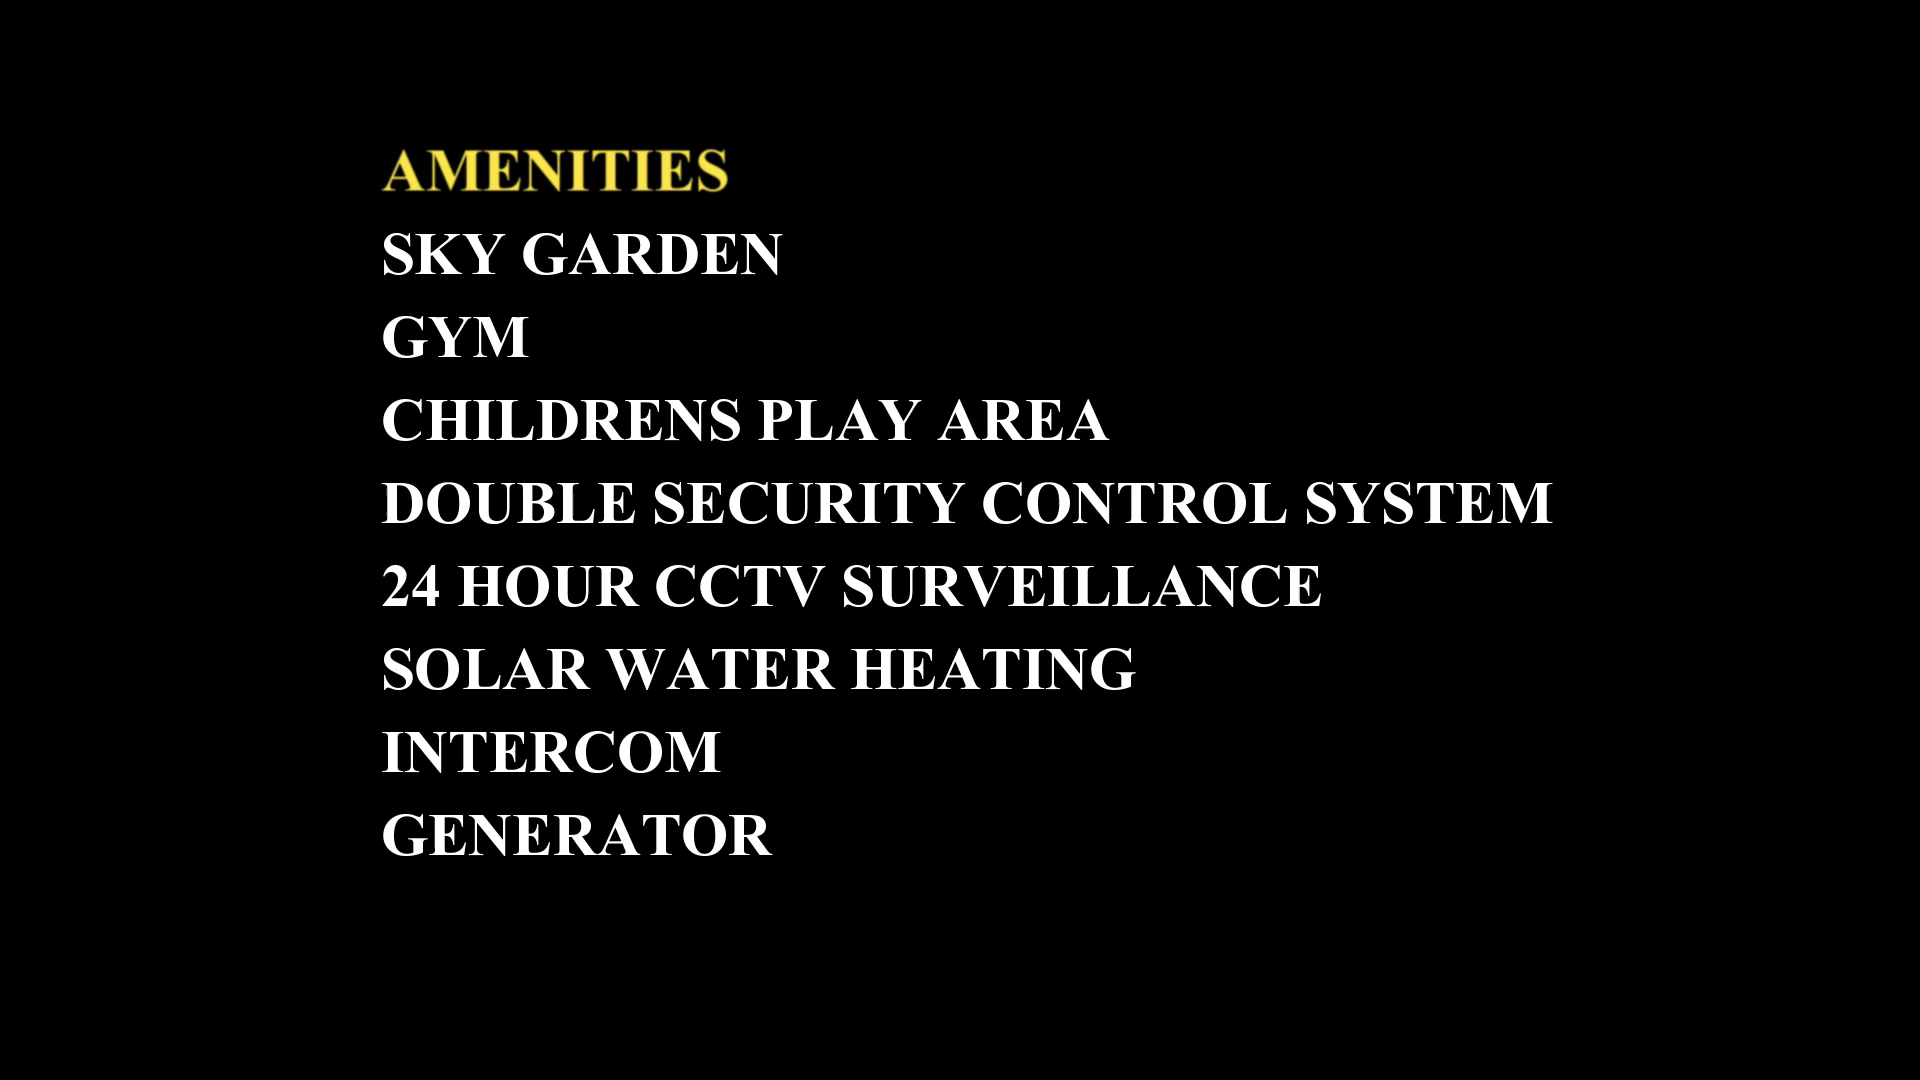 AMENITIES
SKY GARDEN
GYM
CHILDRENS PLAY AREA
DOUBLE SECURITY CONTROL SYSTEM
24 HOUR CCTV SURVEILLANCE
SOLAR WATER HEATING
INTERCOM
GENERATOR